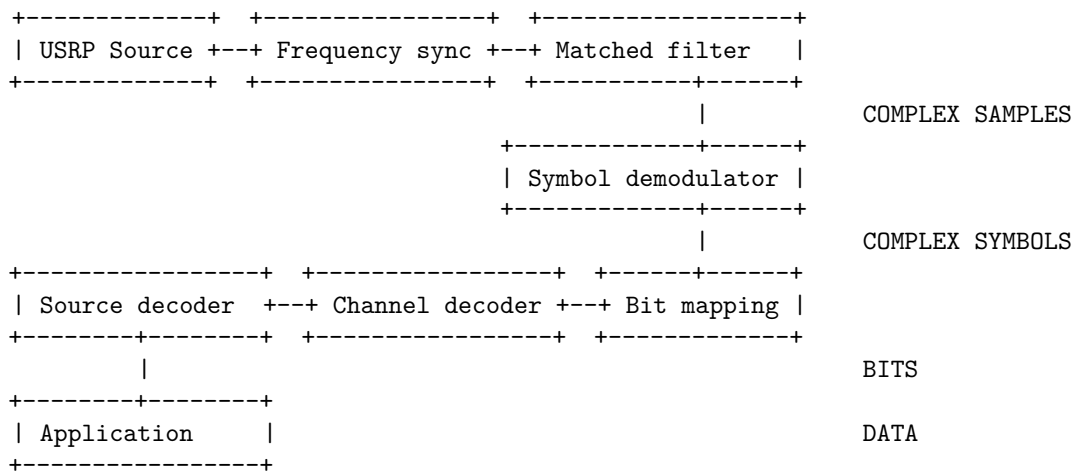 +-------------+ +----------------+ +------------------+
| USRP Source +--+ Frequency sync +--+ Matched filter |
+-------------+ +----------------+ +-----------+------+
| COMPLEX SAMPLES
+-------------+------+
| Symbol demodulator |
+-------------+------+
| COMPLEX SYMBOLS
+-----------------+ +-----------------+ +------+------+
| Source decoder +--+ Channel decoder +--+ Bit mapping |
+--------+--------+ +-----------------+ +-------------+
| BITS
+--------+--------+
| Application | DATA
+-----------------+